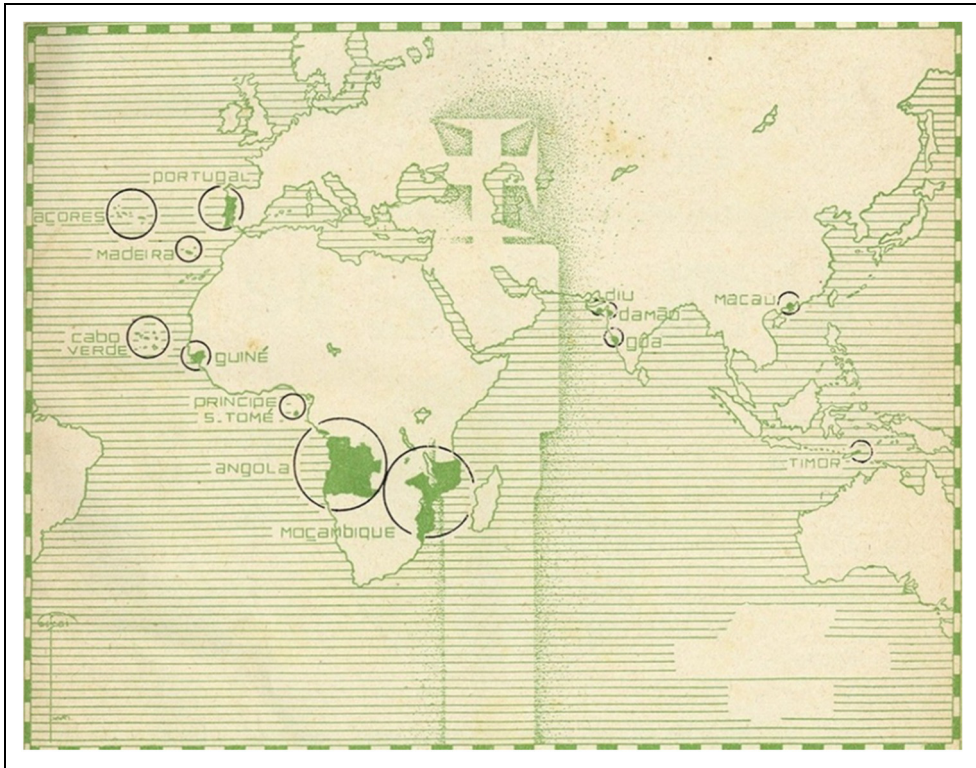 PORTUGAL
AÇORES
MADEIRA
CABO
VERDE
GUINÉ
PRINCIPE
S.TOMÉ
ANGOLA
MOÇAMBIQUE
DIU
DAMÃO
GOA
MACAU
TIMOR